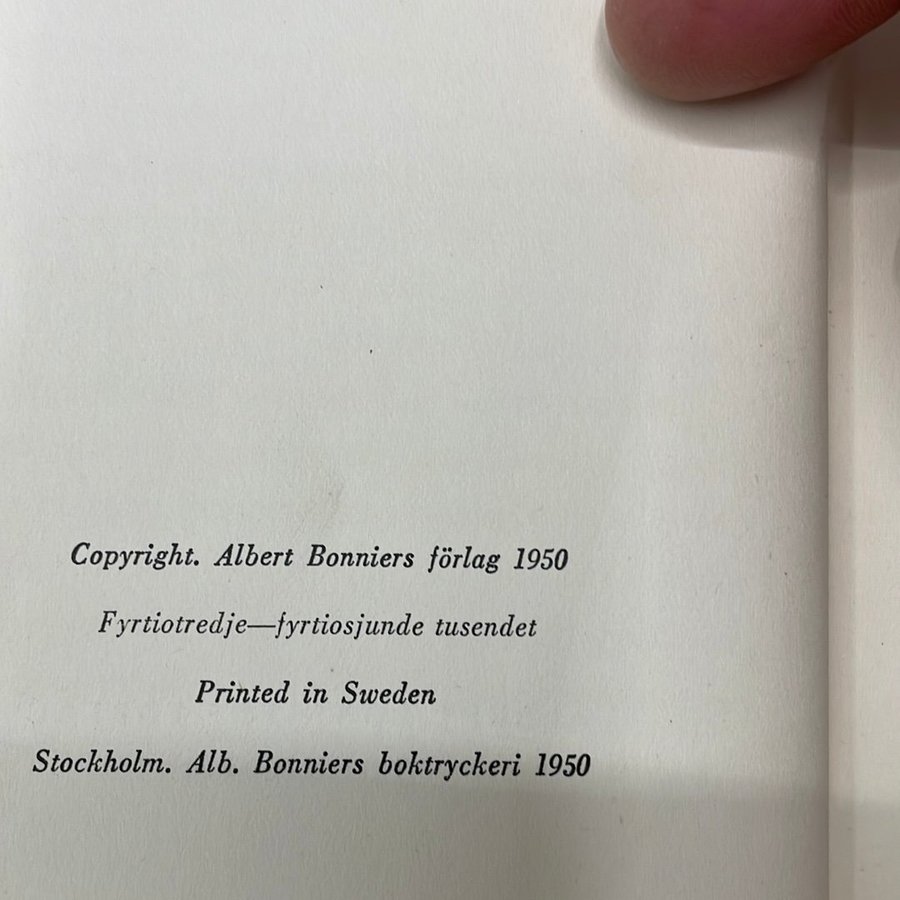 Copyright. Albert Bonniers förlag 1950
Fyrtiotredje—fyrtiosjunde tusendet
Printed in Sweden
Stockholm. Alb. Bonniers boktryckeri 1950